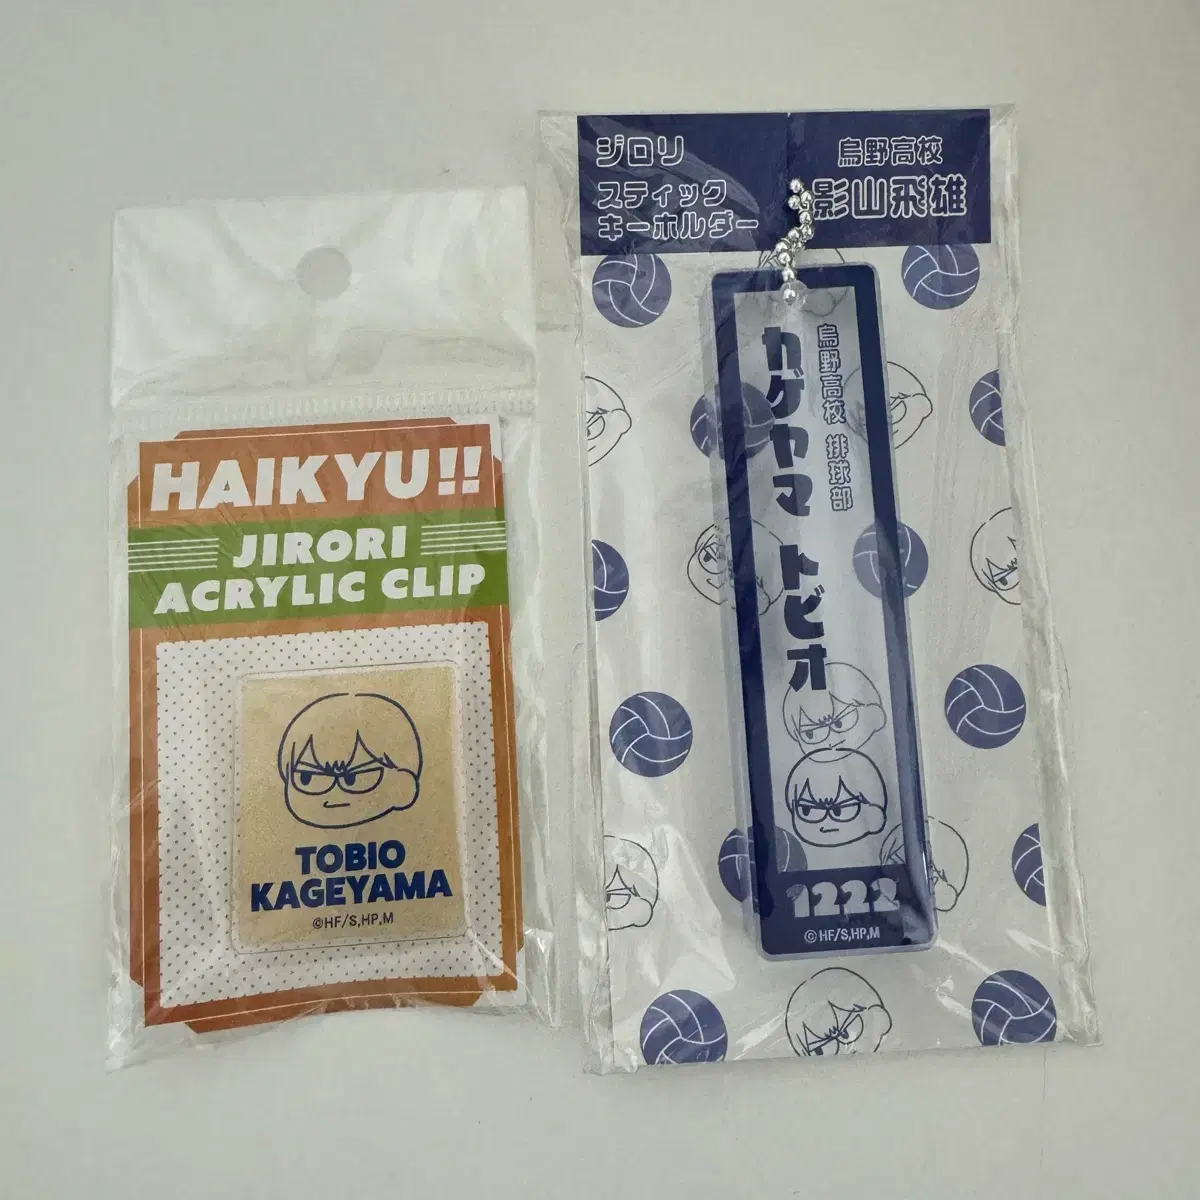 HAIKYU!!
JIRORI
ACRYLIC CLIP
TOBIO
KAGEYAMA
©HF/S,HP,M
ジロリ
スティック
キーホルダー
烏野高校
影山飛雄
烏野高校 排球部
カゲヤマ トビオ
1222
©HF/S,HP,M